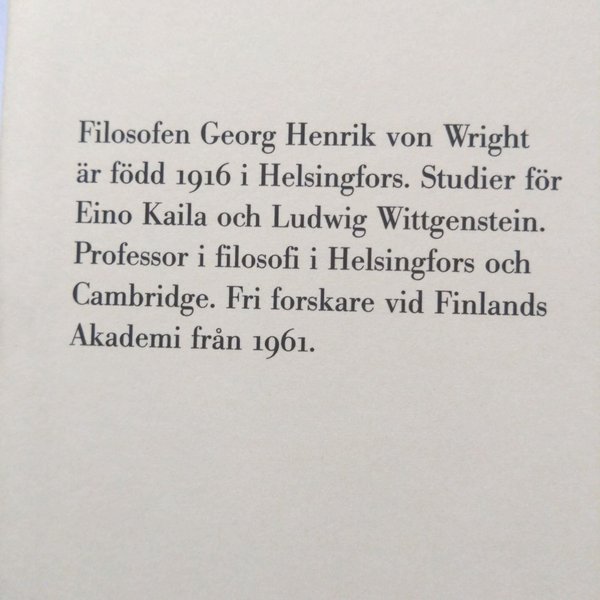 Filosofen Georg Henrik von Wright
är född 1916 i Helsingfors. Studier för
Eino Kaila och Ludwig Wittgenstein.
Professor i filosofi i Helsingfors och
Cambridge. Fri forskare vid Finlands
Akademi från 1961.